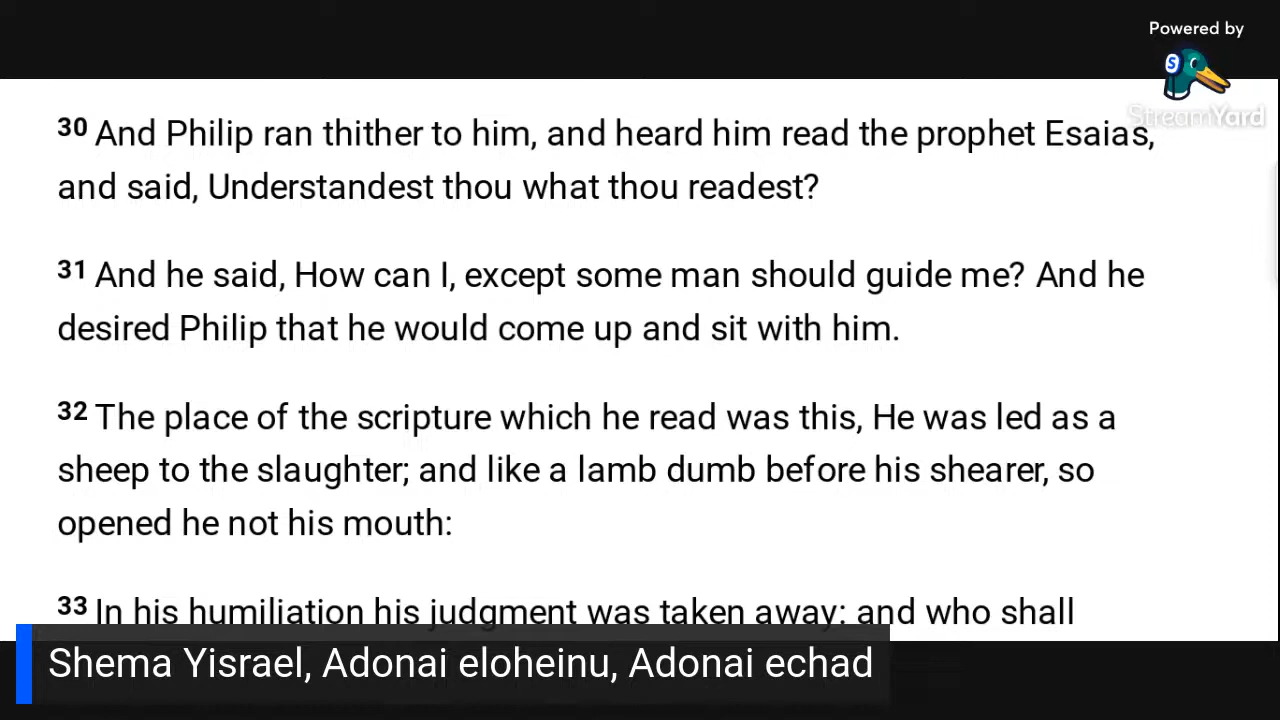 Powered by
S
StreamYard
30 And Philip ran thither to him, and heard him read the prophet Esaias,
and said, Understandest thou what thou readest?
31 And he said, How can I, except some man should guide me? And he
desired Philip that he would come up and sit with him.
32 The place of the scripture which he read was this, He was led as a
sheep to the slaughter; and like a lamb dumb before his shearer, so
opened he not his mouth:
33 In his humiliation his judgment was taken away: and who shall
Shema Yisrael, Adonai eloheinu, Adonai echad